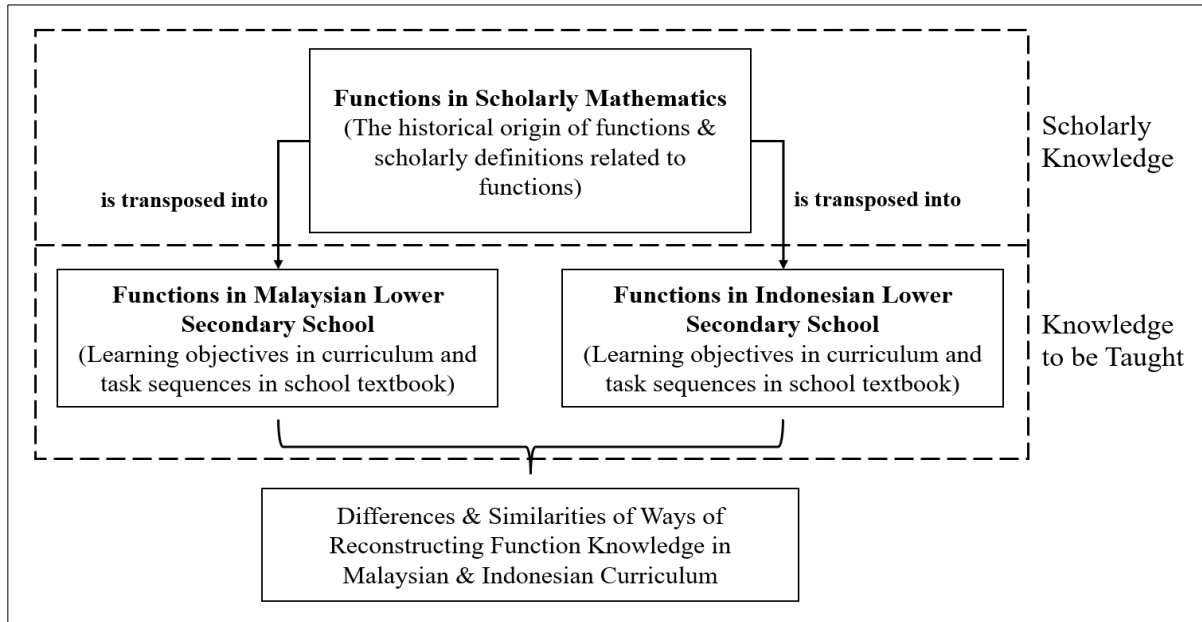 Functions in Scholarly Mathematics
(The historical origin of functions &
scholarly definitions related to
functions)
Scholarly
Knowledge
is transposed into
is transposed into
Functions in Malaysian Lower
Secondary School
(Learning objectives in curriculum and
task sequences in school textbook)
Functions in Indonesian Lower
Secondary School
(Learning objectives in curriculum and
task sequences in school textbook)
Knowledge
to be Taught
Differences & Similarities of Ways of
Reconstructing Function Knowledge in
Malaysian & Indonesian Curriculum